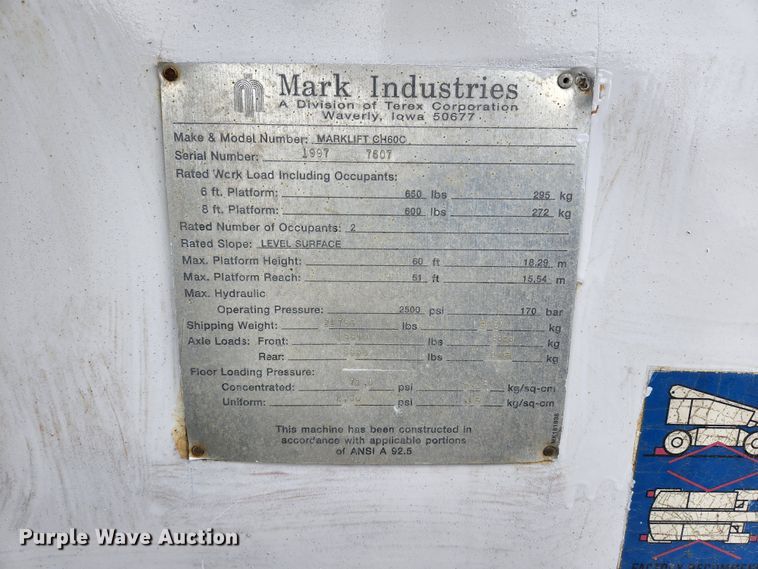 Mark Industries
A Division of Terex Corporation
Waverly, Iowa 50677
Make & Model Number: MARKLIFT CH60C
Serial Number: 1997 7607
Rated Work Load Including Occupants:
6 ft. Platform: 650 lbs 295 kg
8 ft. Platform: 600 lbs 272 kg
Rated Number of Occupants: 2
Rated Slope: LEVEL SURFACE
Max. Platform Height: 60 ft 18.29 m
Max. Platform Reach: 51 ft 15.54 m
Max. Hydraulic
Operating Pressure: 2500 psi 170 bar
Shipping Weight: lbs kg
Axle Loads: Front: lbs kg
Rear: lbs kg
Floor Loading Pressure:
Concentrated: psi kg/sq-cm
Uniform: psi kg/sq-cm
This machine has been constructed in
accordance with applicable portions
of ANSI A 92.5
Purple Wave Auction